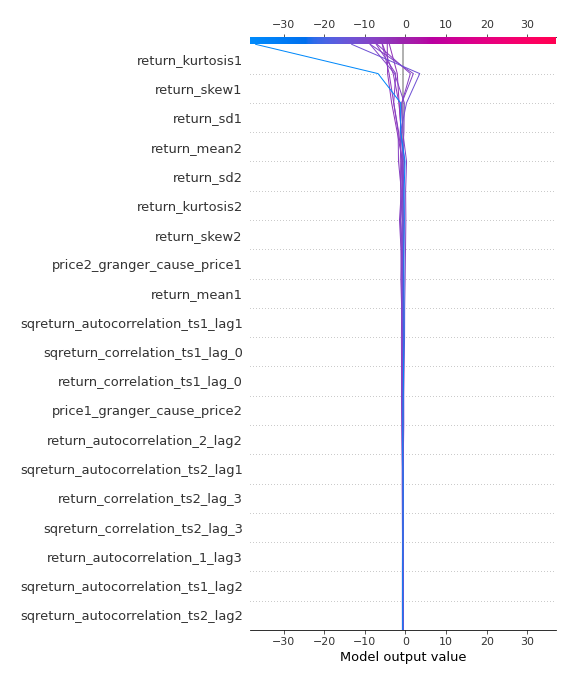 −30 −20 −10 0 10 20 30
return_kurtosis1
return_skew1
return_sd1
return_mean2
return_sd2
return_kurtosis2
return_skew2
price2_granger_cause_price1
return_mean1
sqreturn_autocorrelation_ts1_lag1
sqreturn_correlation_ts1_lag_0
return_correlation_ts1_lag_0
price1_granger_cause_price2
return_autocorrelation_2_lag2
sqreturn_autocorrelation_ts2_lag1
return_correlation_ts2_lag_3
sqreturn_correlation_ts2_lag_3
return_autocorrelation_1_lag3
sqreturn_autocorrelation_ts1_lag2
sqreturn_autocorrelation_ts2_lag2
−30 −20 −10 0 10 20 30
Model output value